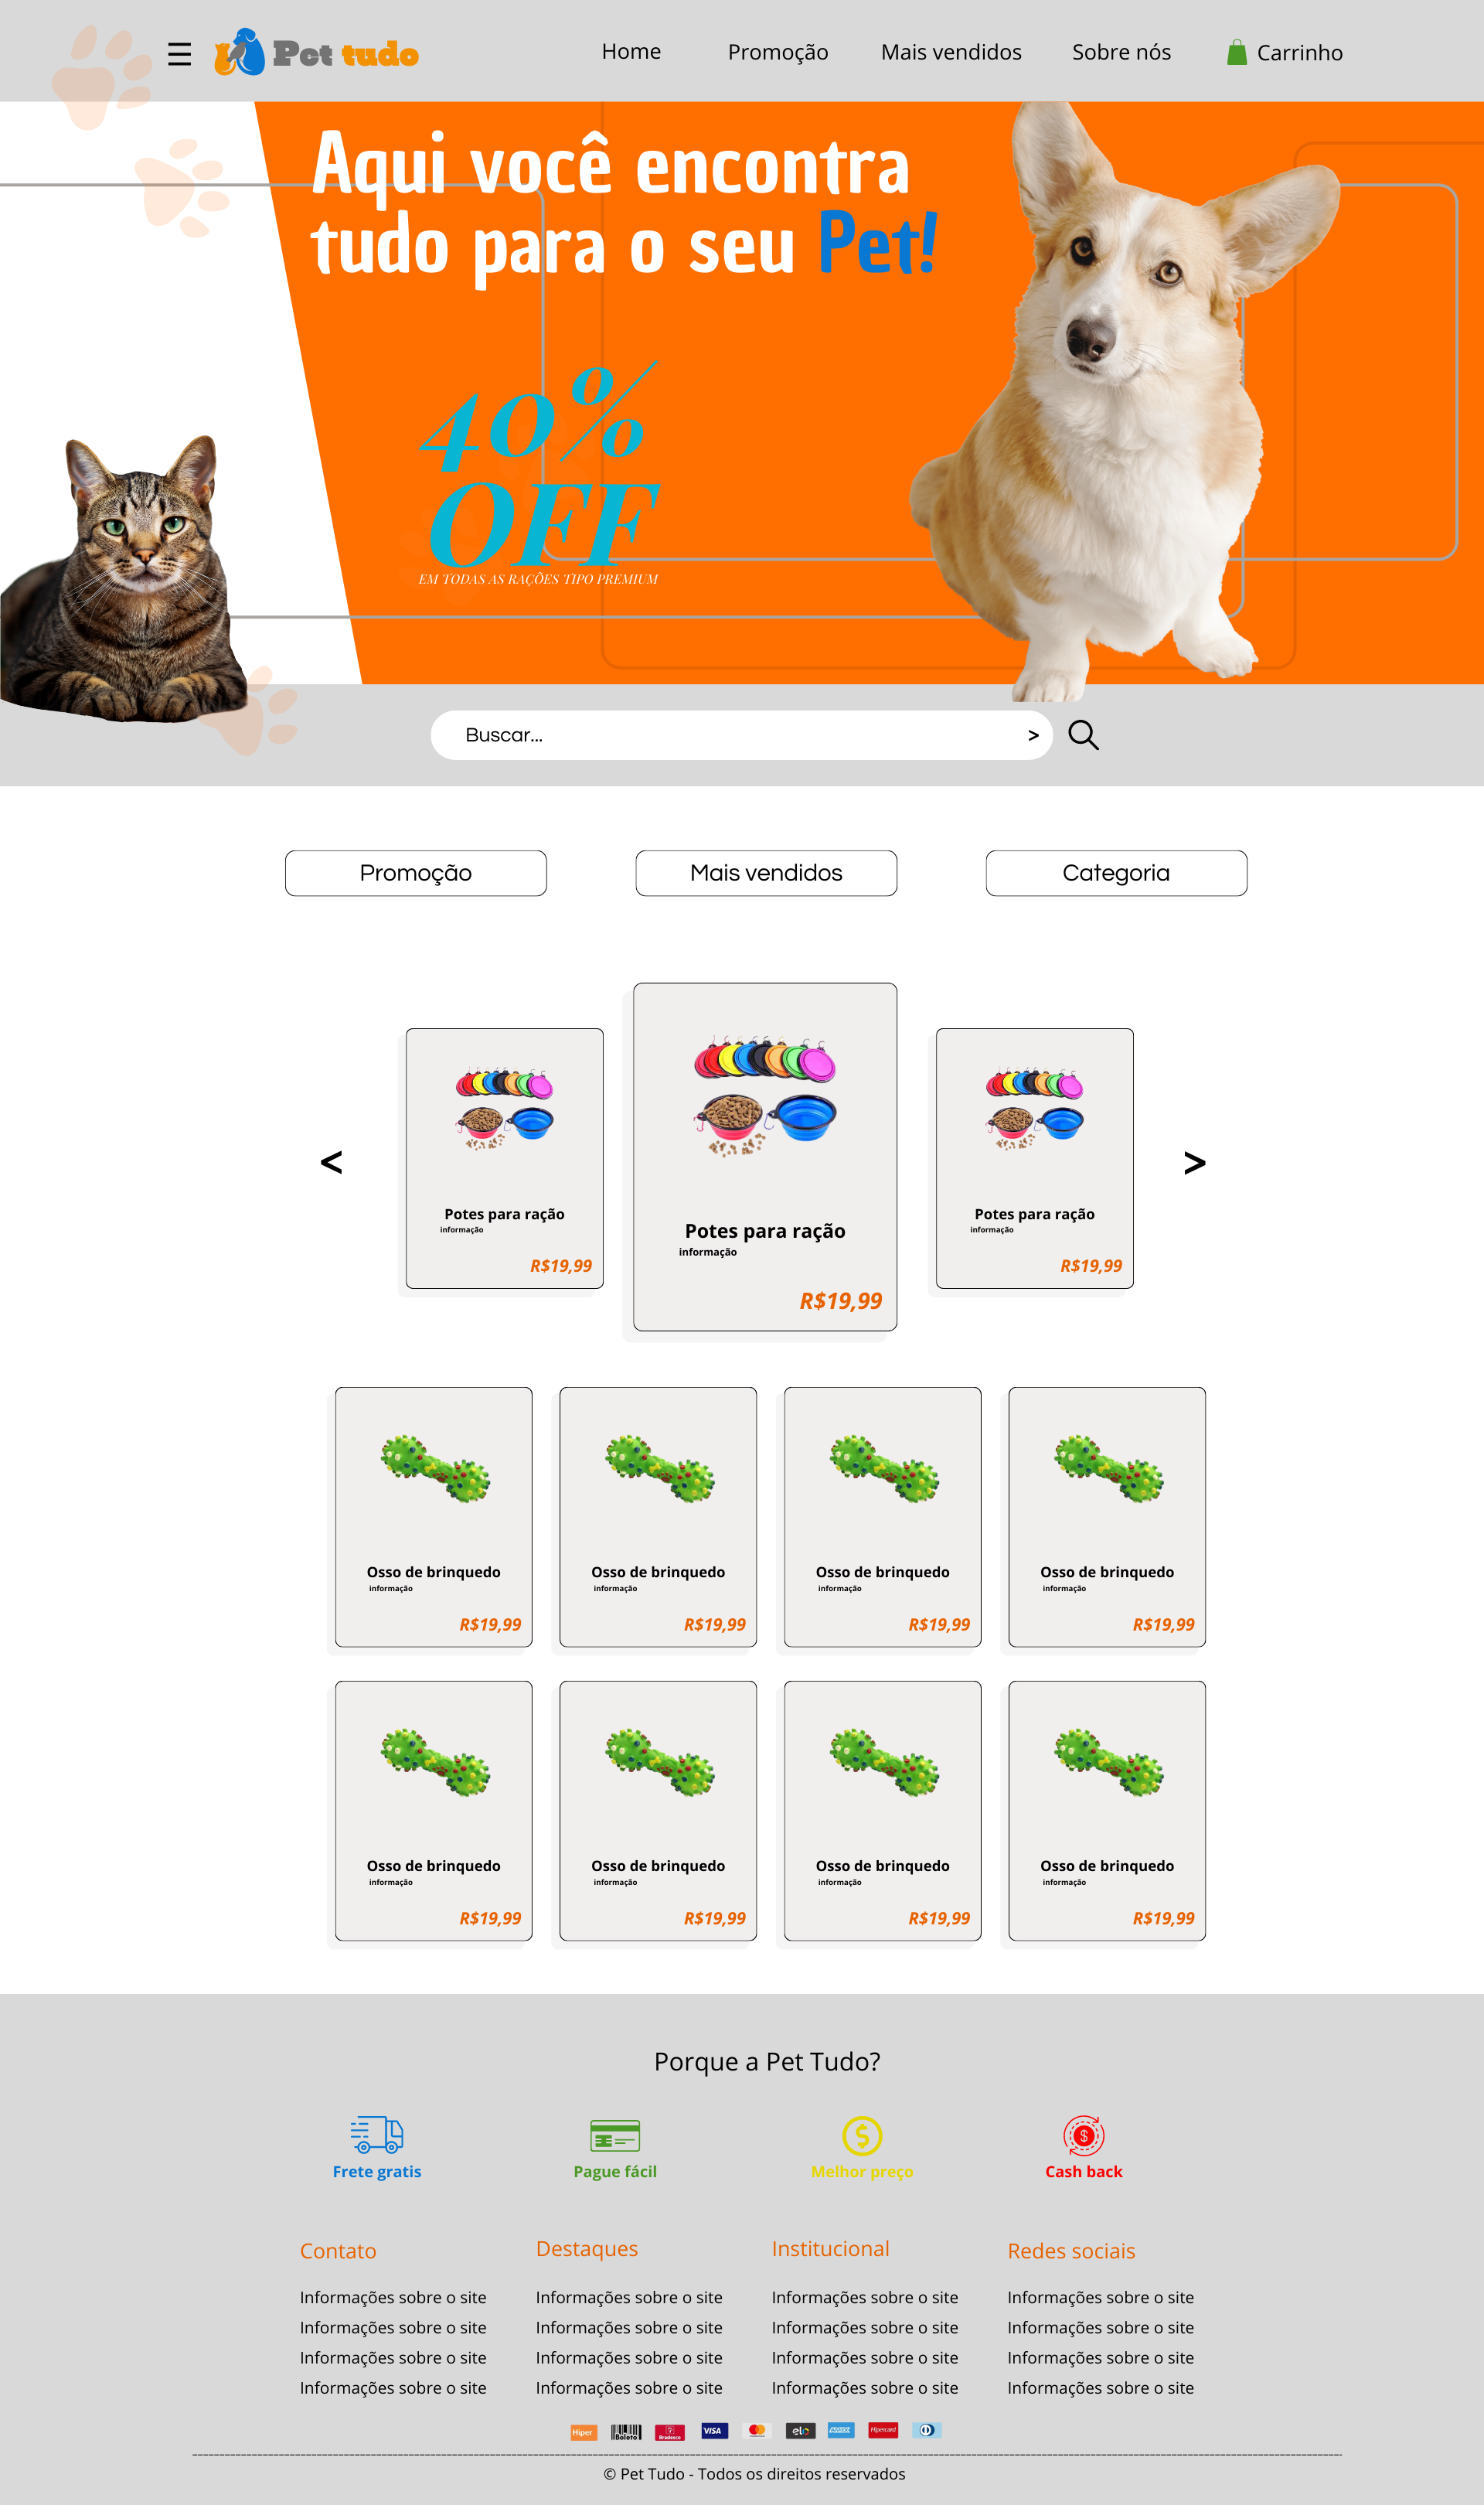 ☰ Pet tudo Home Promoção Mais vendidos Sobre nós Carrinho
Aqui você encontra
tudo para o seu Pet!
40%
OFF
EM TODAS AS RAÇÕES TIPO PREMIUM
Buscar... >
Promoção Mais vendidos Categoria
< >
Potes para ração
informação
R$19,99
Potes para ração
informação
R$19,99
Potes para ração
informação
R$19,99
Osso de brinquedo
informação
R$19,99
Osso de brinquedo
informação
R$19,99
Osso de brinquedo
informação
R$19,99
Osso de brinquedo
informação
R$19,99
Osso de brinquedo
informação
R$19,99
Osso de brinquedo
informação
R$19,99
Osso de brinquedo
informação
R$19,99
Osso de brinquedo
informação
R$19,99
Porque a Pet Tudo?
Frete gratis Pague fácil Melhor preço Cash back
Contato Destaques Institucional Redes sociais
Informações sobre o site Informações sobre o site Informações sobre o site Informações sobre o site
Informações sobre o site Informações sobre o site Informações sobre o site Informações sobre o site
Informações sobre o site Informações sobre o site Informações sobre o site Informações sobre o site
Informações sobre o site Informações sobre o site Informações sobre o site Informações sobre o site
Hiper Boleto Bradesco VISA elo AMEX Hipercard
© Pet Tudo - Todos os direitos reservados